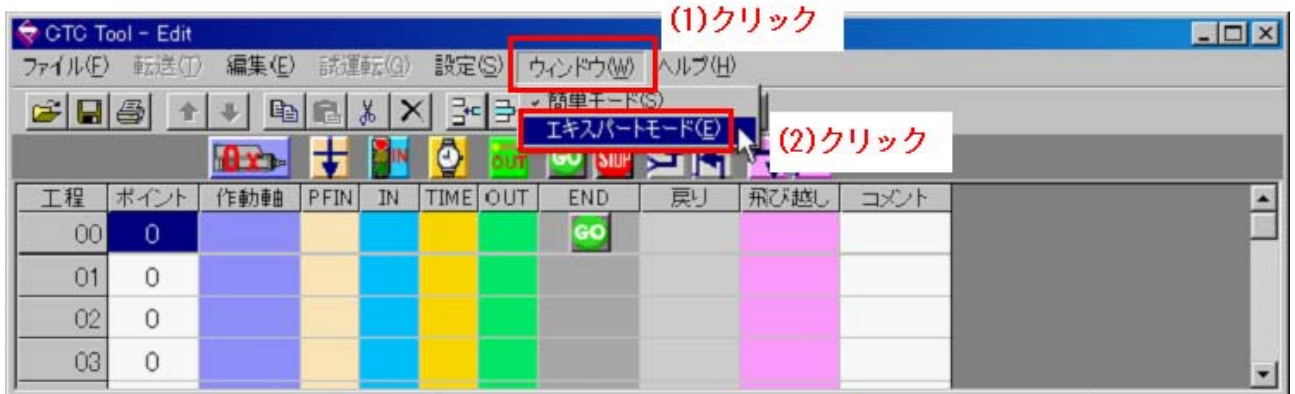 (1)クリック
CTC Tool - Edit
ファイル(F) 転送(T) 編集(E) 試運転(G) 設定(S) ウィンドウ(W) ヘルプ(H)
簡単モード(S)
エキスパートモード(E)
(2)クリック
IN OUT GO STOP
工程 ポイント 作動軸 PFIN IN TIME OUT END 戻り 飛び越し コメント
00 0 GO
01 0
02 0
03 0